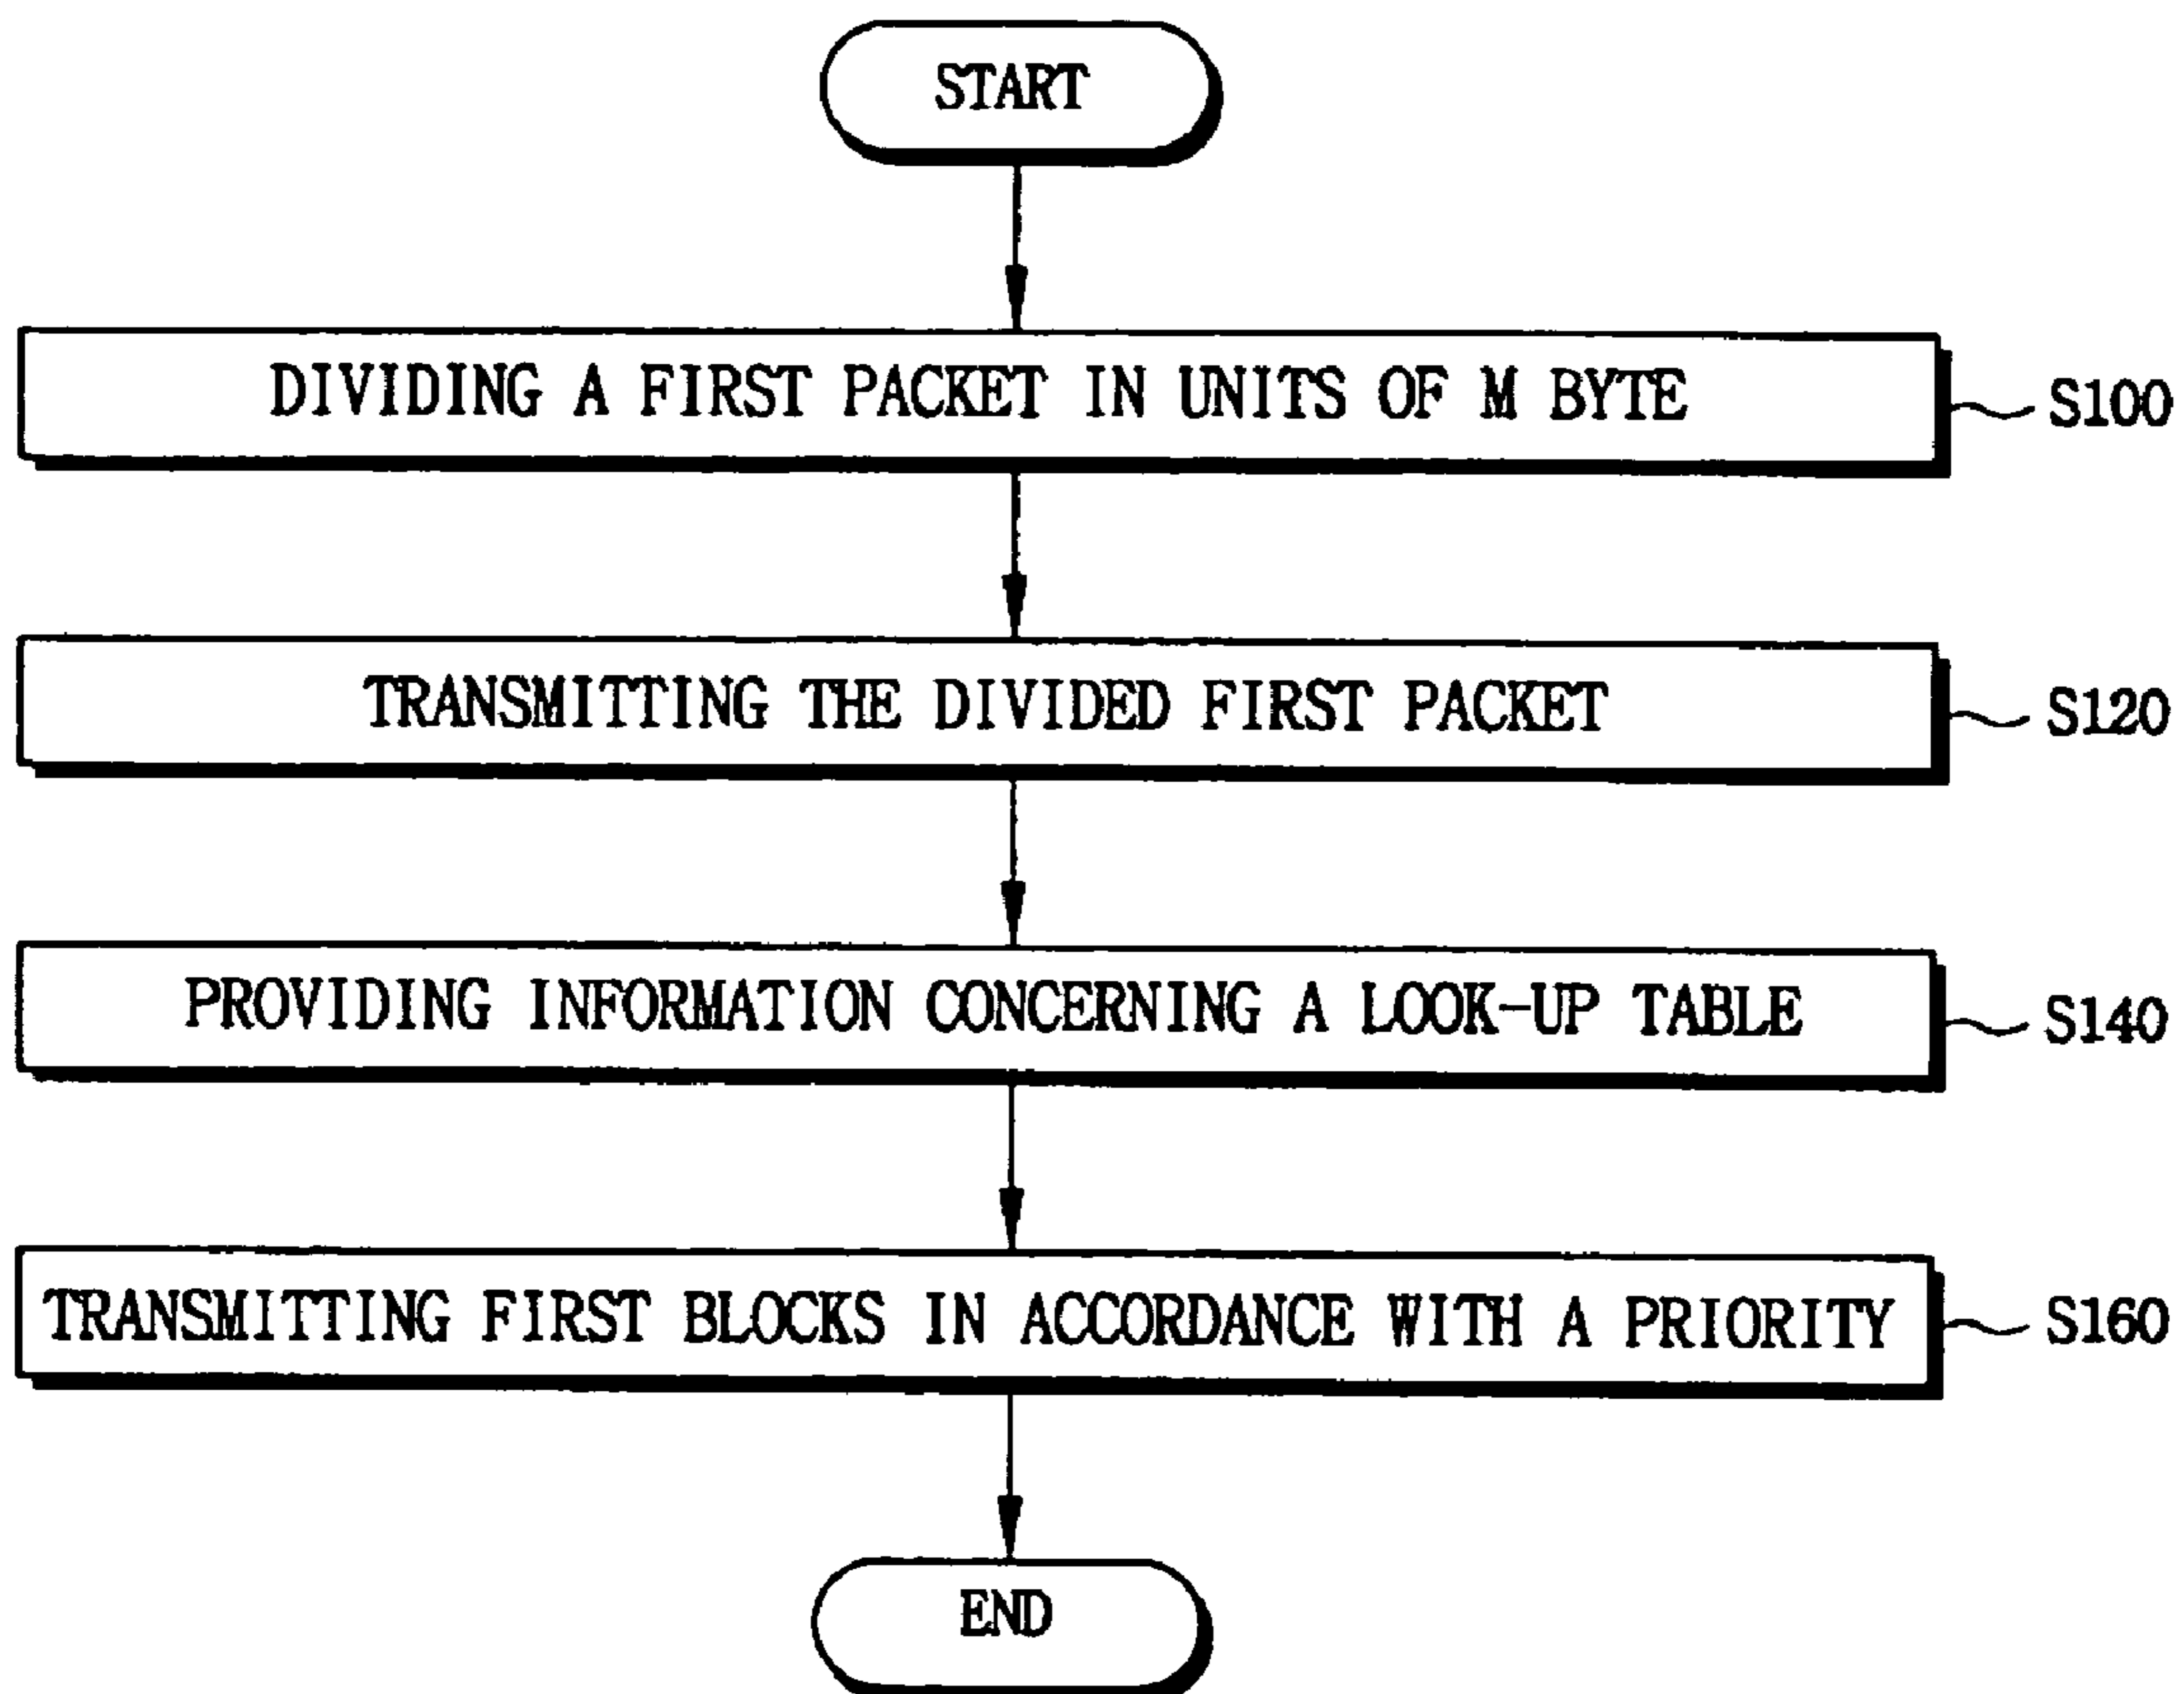 START
DIVIDING A FIRST PACKET IN UNITS OF M BYTE
S100
TRANSMITTING THE DIVIDED FIRST PACKET
S120
PROVIDING INFORMATION CONCERNING A LOOK-UP TABLE
S140
TRANSMITTING FIRST BLOCKS IN ACCORDANCE WITH A PRIORITY
S160
END